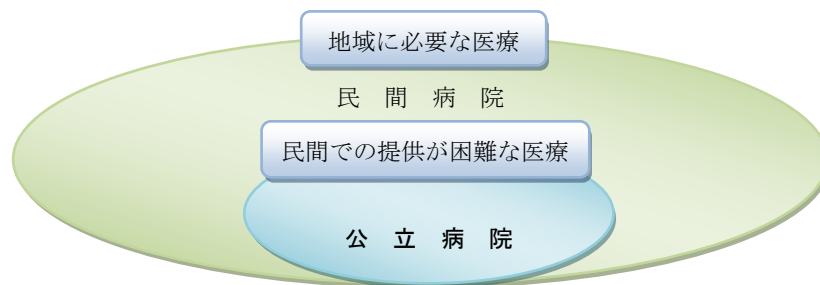 地域に必要な医療
民　間　病　院
民間での提供が困難な医療
公　立　病　院